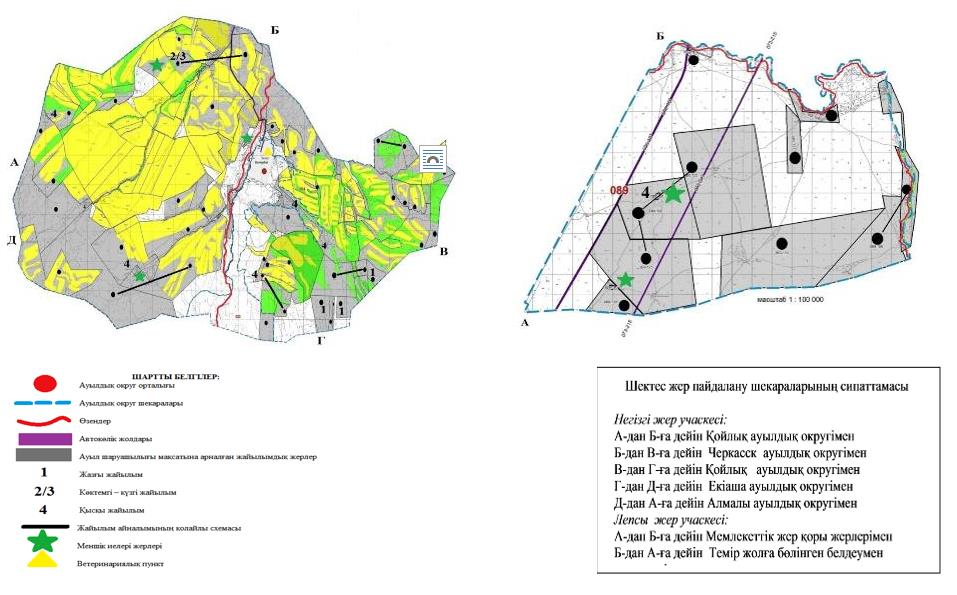 Б
2/3
4
А
Д
4
4
4
4
В
1
1
1
Г
Б
073-215
089
4
масштаб 1 : 100 000
А
073-215
ШАРТТЫ БЕЛГІЛЕР:
Ауылдық округ орталығы
Ауылдық округ шекаралары
Өзендер
Автокөлік жолдары
Ауыл шаруашылығы мақсатына арналған жайылымдық жерлер
1 Жазғы жайылым
2/3 Көктемгі – күзгі жайылым
4 Қысқы жайылым
Жайылым айналымының қолайлы схемасы
Меншік иелері жерлері
Ветеринариялық пункт
Шектес жер пайдалану шекараларының сипаттамасы
Негізгі жер учаскесі:
А-дан Б-ға дейін Қойлық ауылдық округімен
Б-дан В-ға дейін Черкасск ауылдық округімен
В-дан Г-ға дейін Қойлық ауылдық округімен
Г-дан Д-ға дейін Екіаша ауылдық округімен
Д-дан А-ға дейін Алмалы ауылдық округімен
Лепсы жер учаскесі:
А-дан Б-ға дейін Мемлекеттік жер қоры жерлерімен
Б-дан А-ға дейін Темір жолға бөлінген белдеумен